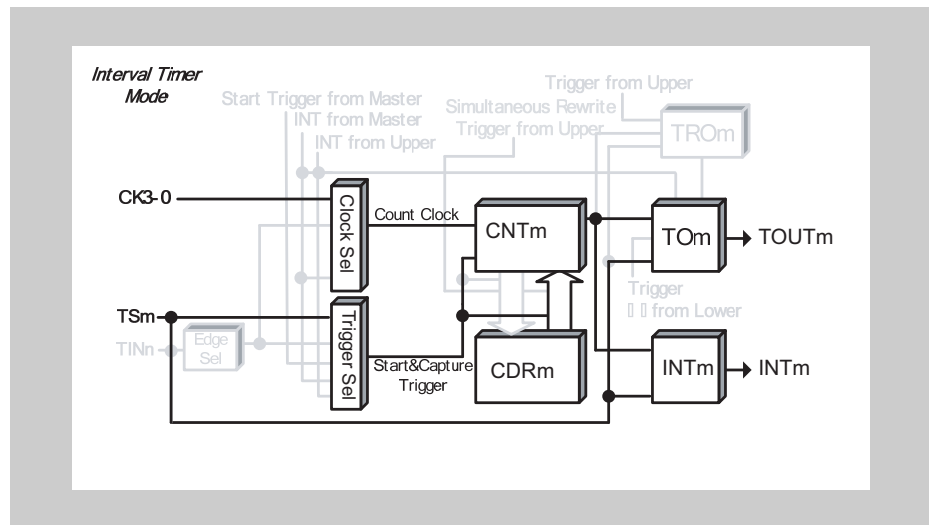 Interval Timer
Mode
Trigger from Upper
Start Trigger from Master
Simultaneous Rewrite
INT from Master
Trigger from Upper
TROm
INT from Upper
CK3-0
Clock Sel
Count Clock
CNTm
TOm
TOUTm
Trigger
from Lower
TSm
TINn
Edge
Sel
Trigger Sel
Start&Capture
Trigger
CDRm
INTm
INTm